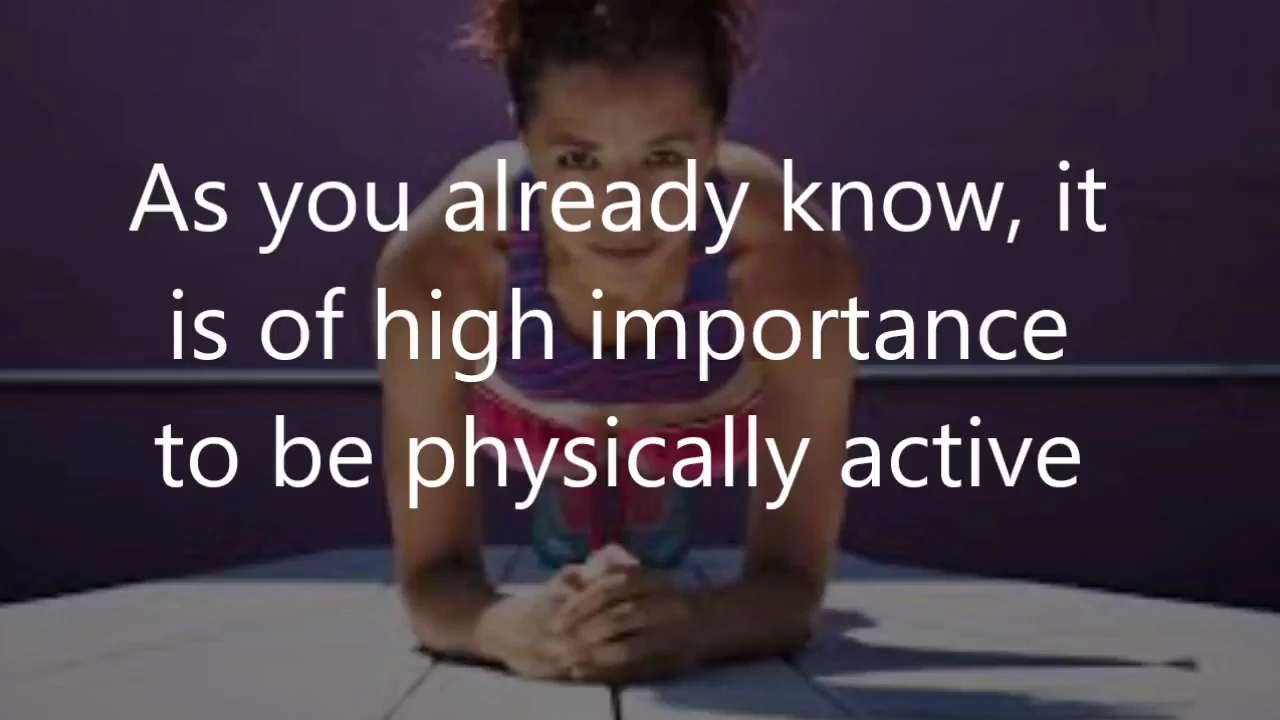 As you already know, it
is of high importance
to be physically active